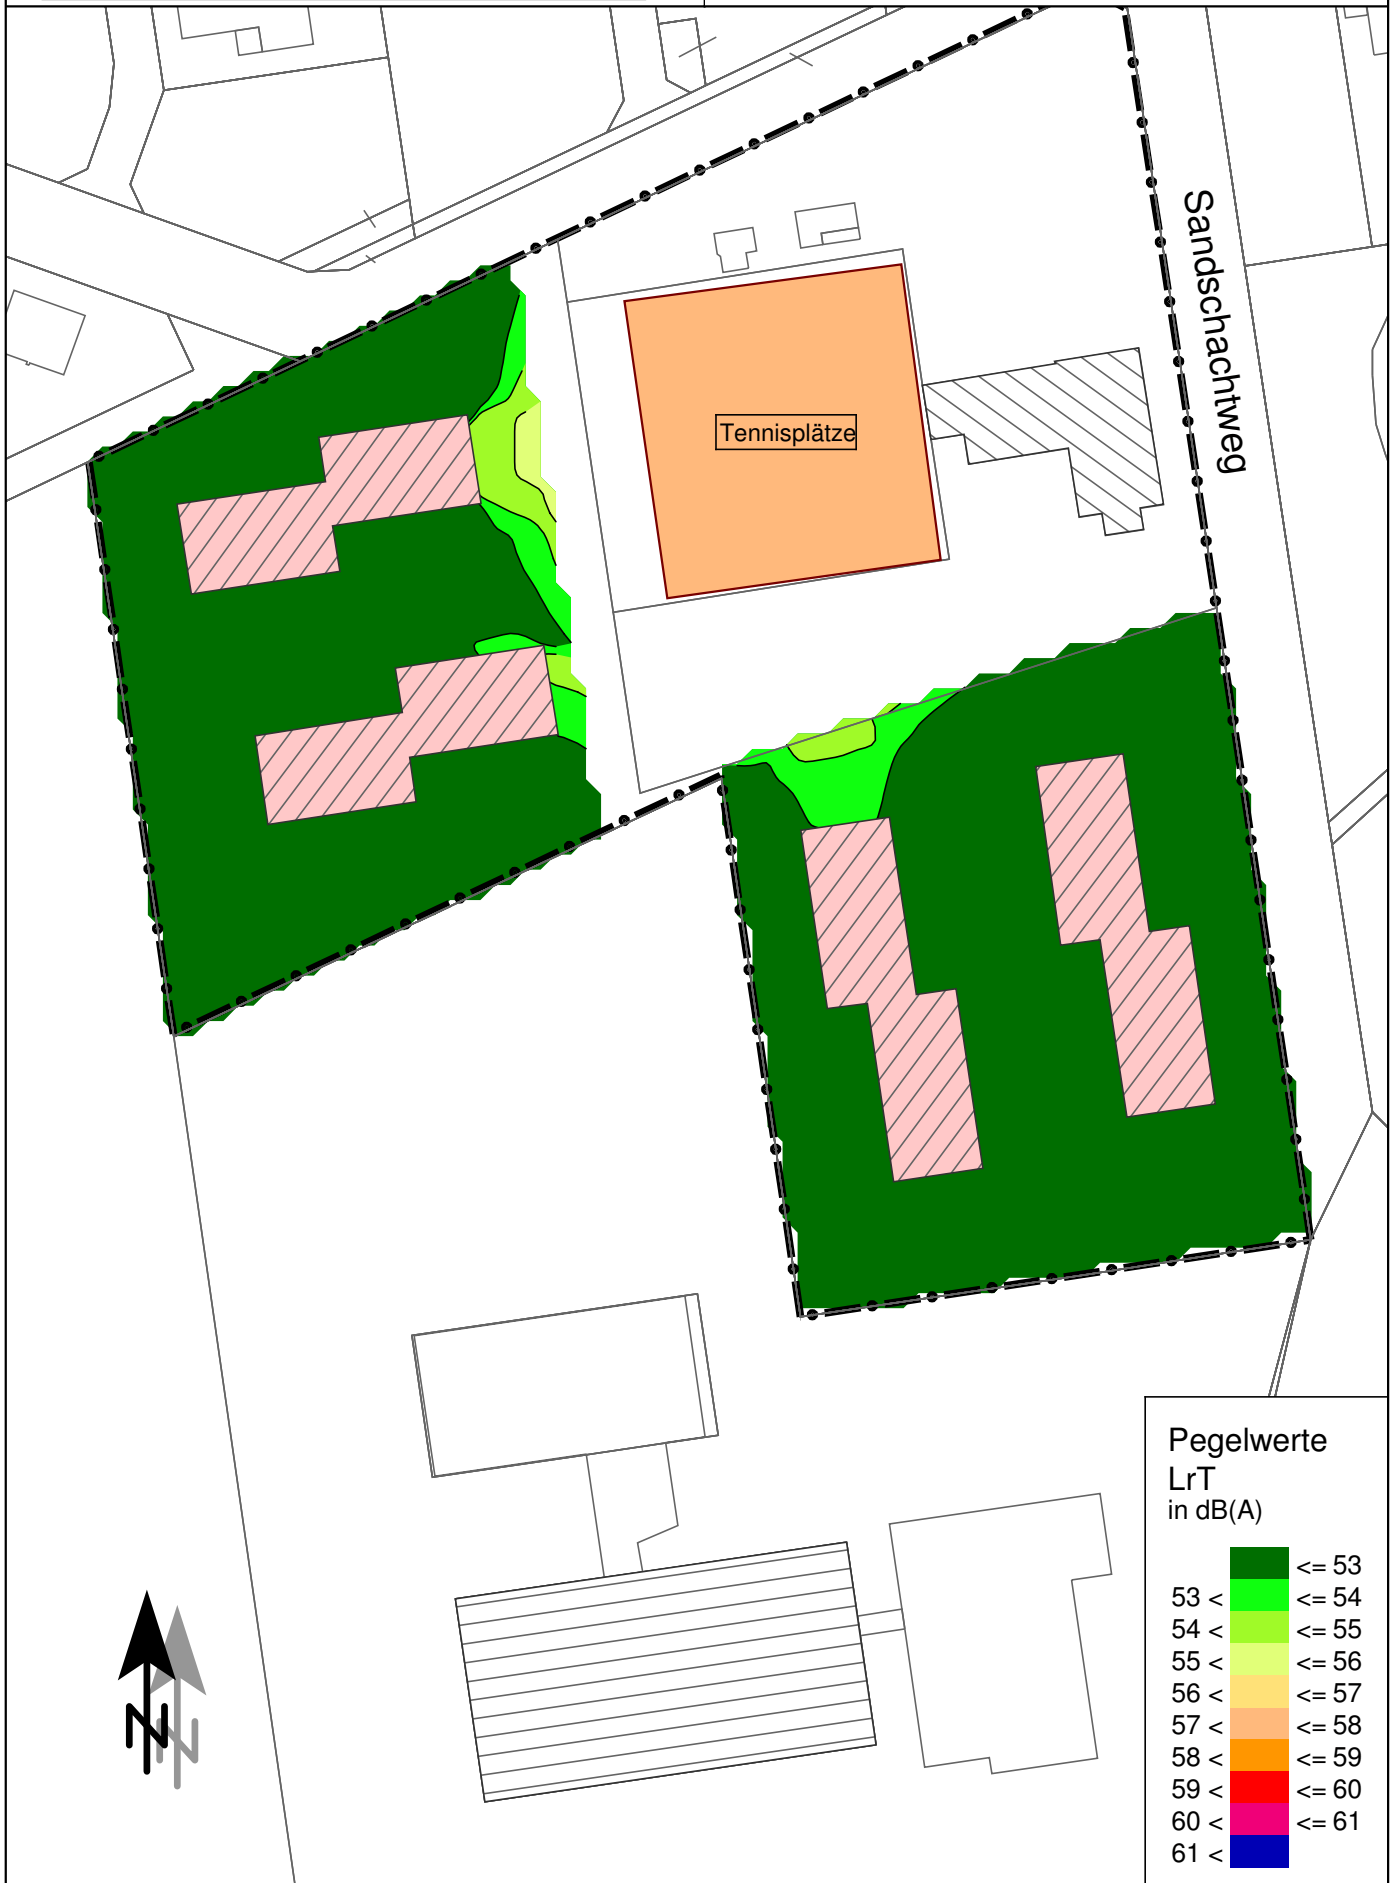 Sandschachtweg
Tennisplätze
Pegelwerte
LrT
in dB(A)
<= 53
53 < <= 54
54 < <= 55
55 < <= 56
56 < <= 57
57 < <= 58
58 < <= 59
59 < <= 60
60 < <= 61
61 <
N
N